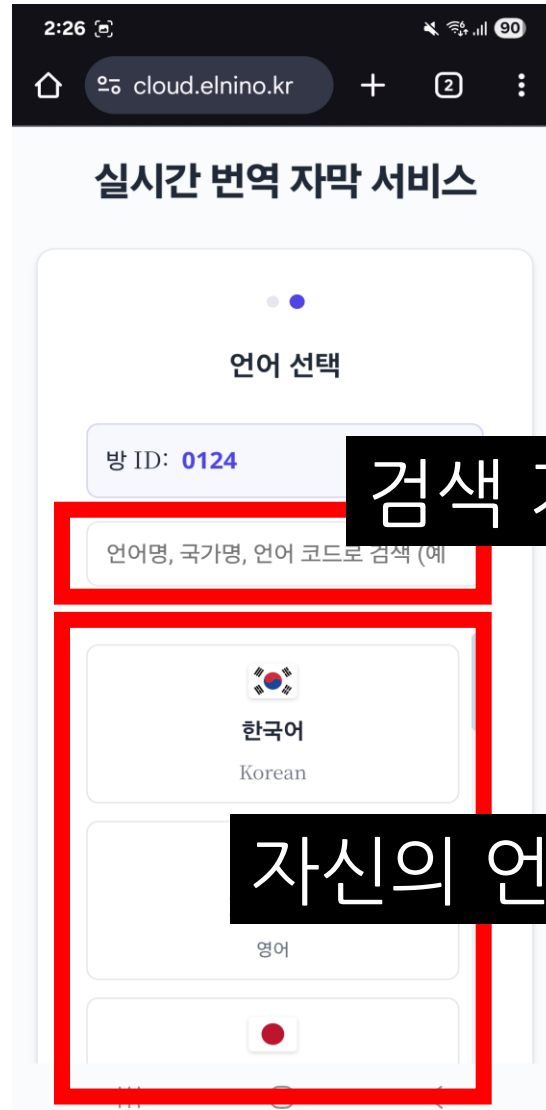 2:26
90
cloud.elnino.kr
2
실시간 번역 자막 서비스
언어 선택
방 ID: 0124
검색
언어명, 국가명, 언어 코드로 검색 (예
한국어
Korean
자신의
영어